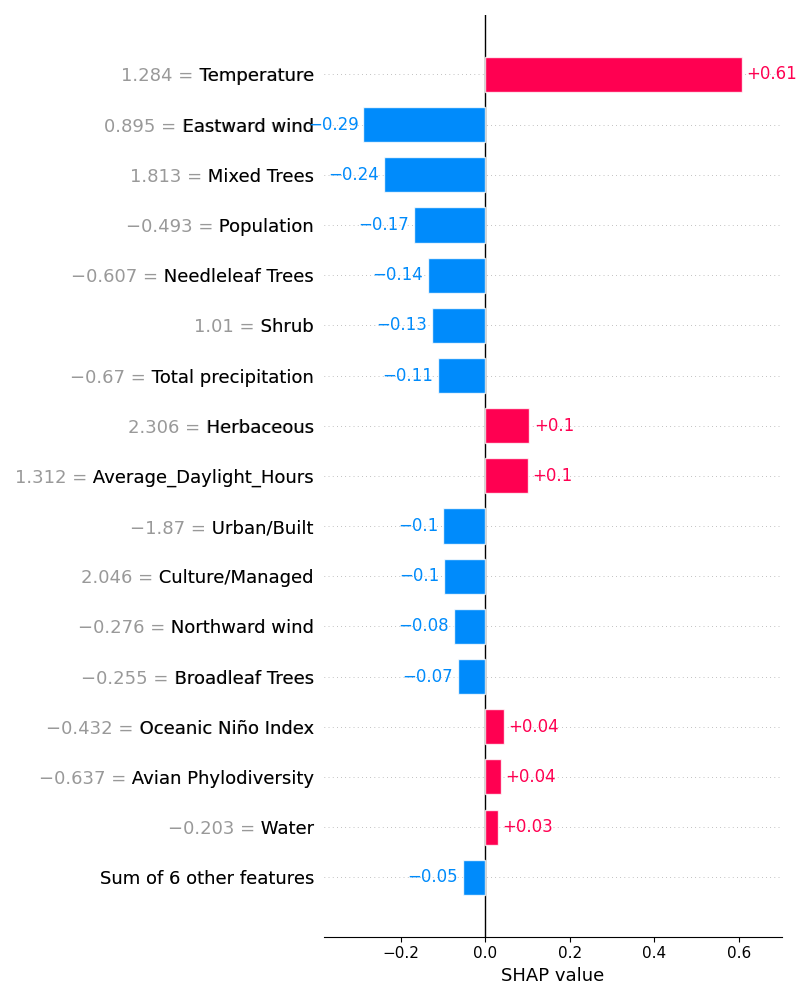 1.284 = Temperature +0.61
0.895 = Eastward wind −0.29
1.813 = Mixed Trees −0.24
−0.493 = Population −0.17
−0.607 = Needleleaf Trees −0.14
1.01 = Shrub −0.13
−0.67 = Total precipitation −0.11
2.306 = Herbaceous +0.1
1.312 = Average_Daylight_Hours +0.1
−1.87 = Urban/Built −0.1
2.046 = Culture/Managed −0.1
−0.276 = Northward wind −0.08
−0.255 = Broadleaf Trees −0.07
−0.432 = Oceanic Niño Index +0.04
−0.637 = Avian Phylodiversity +0.04
−0.203 = Water +0.03
Sum of 6 other features −0.05
−0.2 0.0 0.2 0.4 0.6
SHAP value